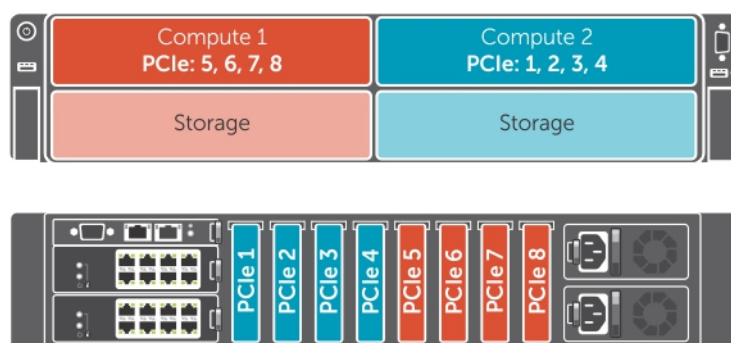 Compute 1
PCIe: 5, 6, 7, 8
Compute 2
PCIe: 1, 2, 3, 4
Storage
Storage
PCIe 1
PCIe 2
PCIe 3
PCIe 4
PCIe 5
PCIe 6
PCIe 7
PCIe 8